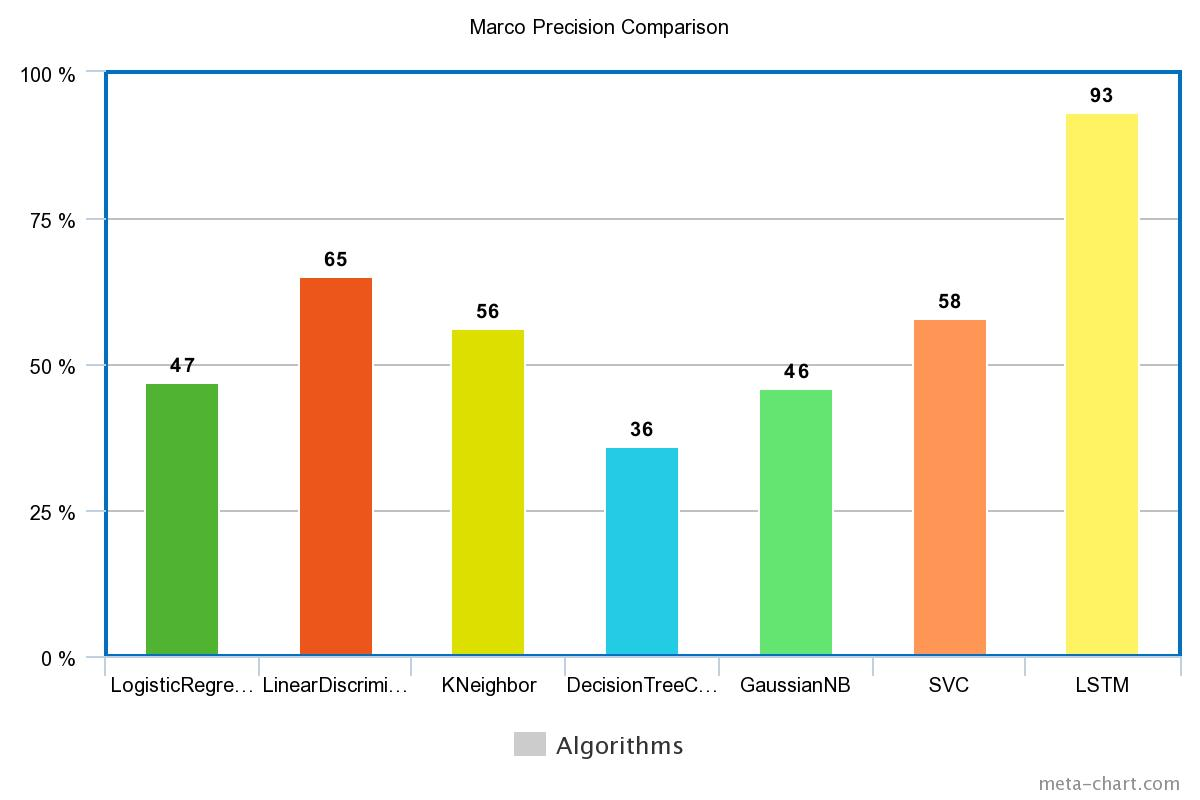 Marco Precision Comparison
100 %
75 %
50 %
25 %
0 %
47
65
56
36
46
58
93
LogisticRegre...
LinearDiscrimi...
KNeighbor
DecisionTreeC...
GaussianNB
SVC
LSTM
Algorithms
meta-chart.com